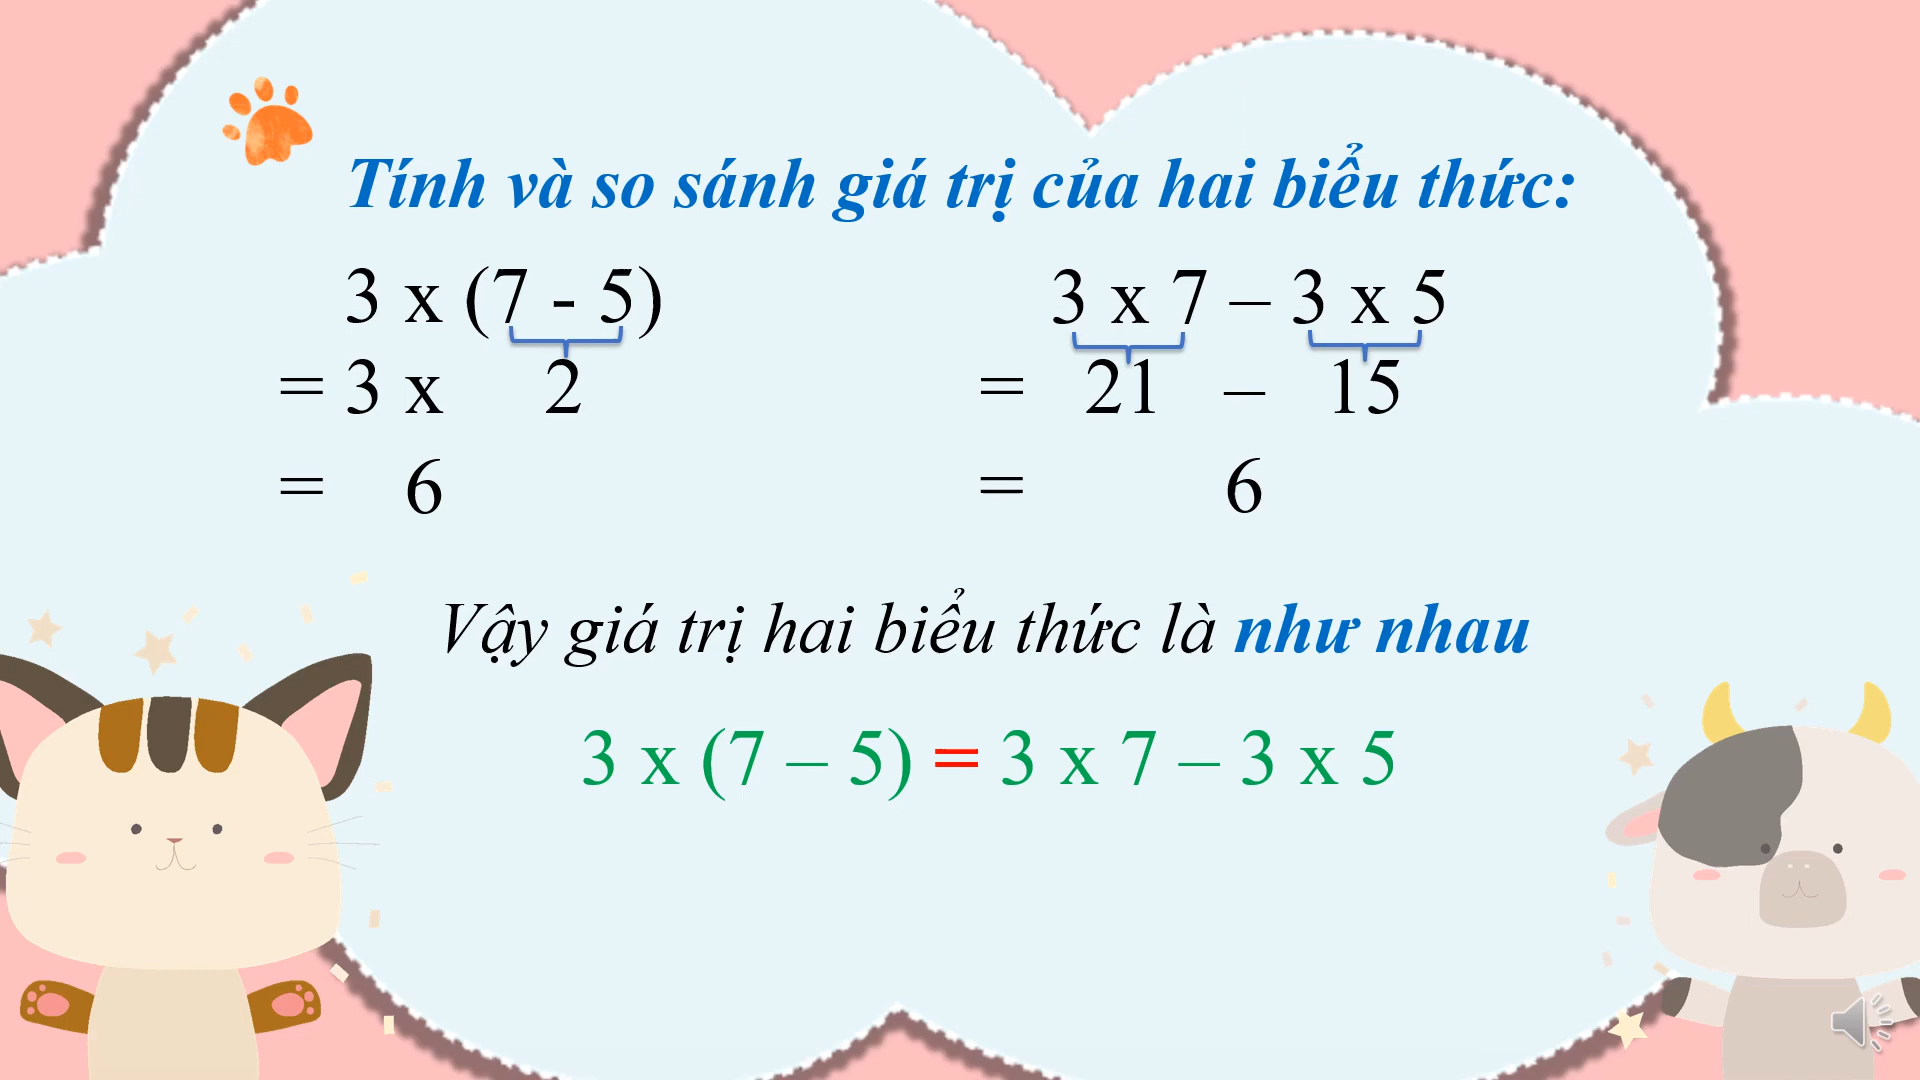 Tính và so sánh giá trị của hai biểu thức:
3 x (7 - 5)
= 3 x 2
= 6
3 x 7 – 3 x 5
= 21 – 15
= 6
Vậy giá trị hai biểu thức là như nhau
3 x (7 – 5) = 3 x 7 – 3 x 5